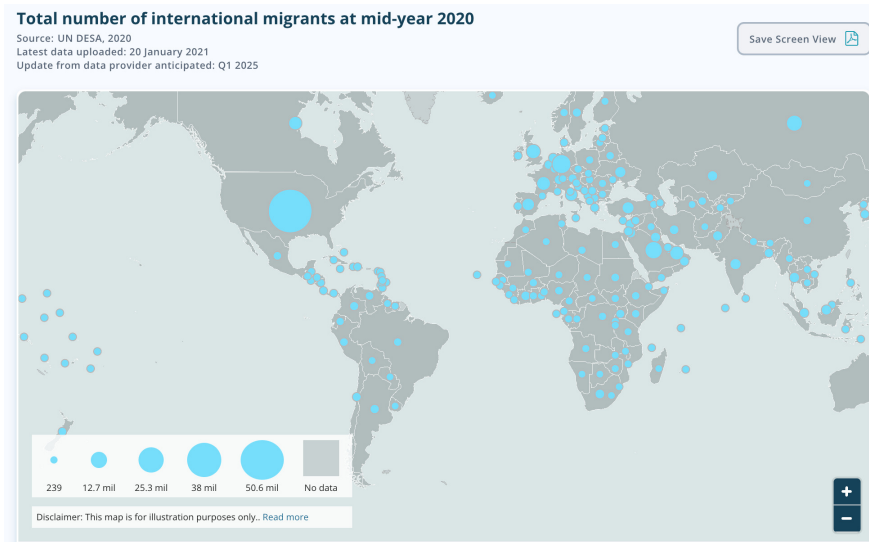 Total number of international migrants at mid-year 2020
Source: UN DESA, 2020
Latest data uploaded: 20 January 2021
Update from data provider anticipated: Q1 2025
Save Screen View
239
12.7 mil
25.3 mil
38 mil
50.6 mil
No data
Disclaimer: This map is for illustration purposes only.. Read more
+
−